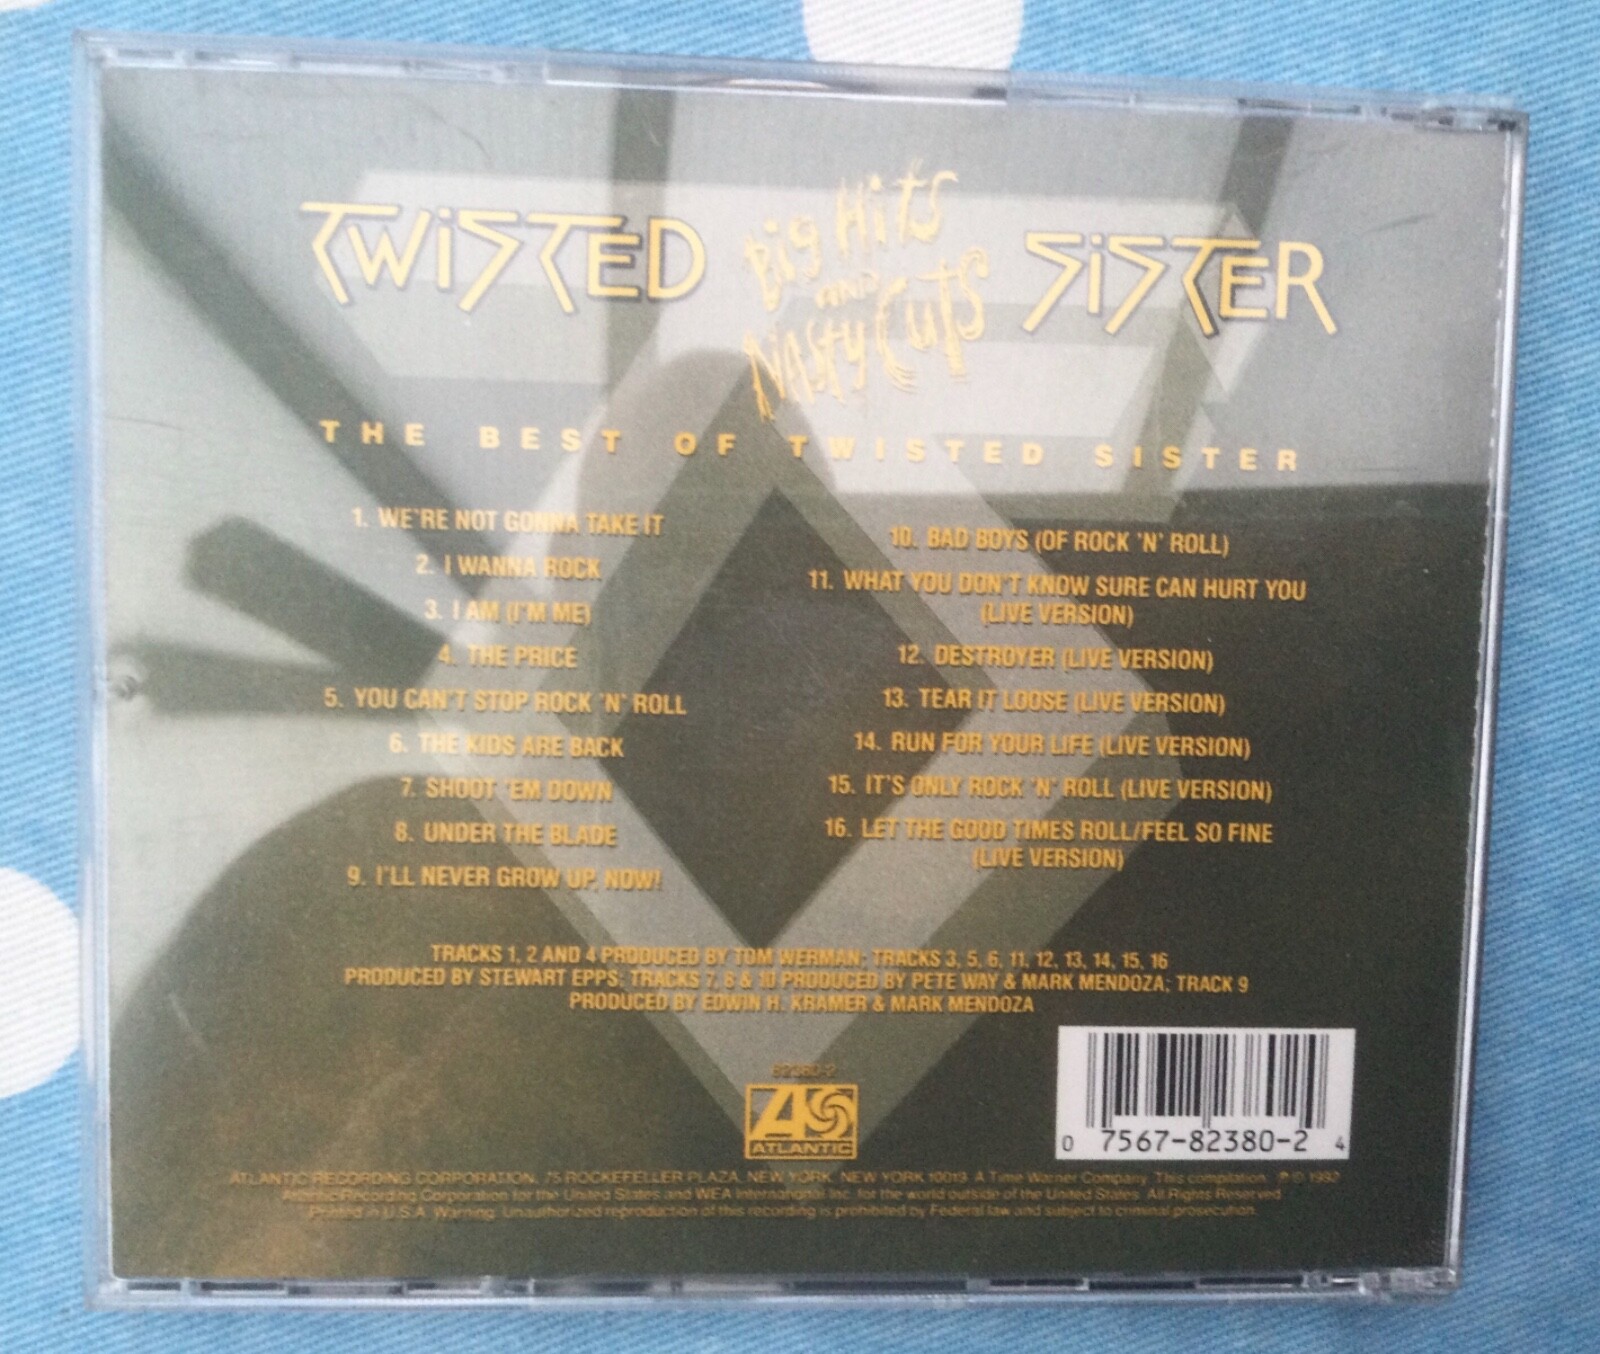 TWiSTED
Big HiTS
AND
NASTy CuTS
SiSTER
THE BEST OF TWISTED SISTER
1. WE'RE NOT GONNA TAKE IT
2. I WANNA ROCK
3. I AM (I'M ME)
4. THE PRICE
5. YOU CAN'T STOP ROCK 'N' ROLL
6. THE KIDS ARE BACK
7. SHOOT 'EM DOWN
8. UNDER THE BLADE
9. I'LL NEVER GROW UP, NOW!
10. BAD BOYS (OF ROCK 'N' ROLL)
11. WHAT YOU DON'T KNOW SURE CAN HURT YOU
(LIVE VERSION)
12. DESTROYER (LIVE VERSION)
13. TEAR IT LOOSE (LIVE VERSION)
14. RUN FOR YOUR LIFE (LIVE VERSION)
15. IT'S ONLY ROCK 'N' ROLL (LIVE VERSION)
16. LET THE GOOD TIMES ROLL/FEEL SO FINE
(LIVE VERSION)
TRACKS 1, 2 AND 4 PRODUCED BY TOM WERMAN; TRACKS 3, 5, 6, 11, 12, 13, 14, 15, 16
PRODUCED BY STEWART EPPS; TRACKS 7, 8 & 10 PRODUCED BY PETE WAY & MARK MENDOZA; TRACK 9
PRODUCED BY EDWIN H. KRAMER & MARK MENDOZA
82380-2
ATLANTIC
0 7567-82380-2 4
ATLANTIC RECORDING CORPORATION, 75 ROCKEFELLER PLAZA, NEW YORK, NEW YORK 10019. A Time Warner Company. This compilation ℗ © 1992
Atlantic Recording Corporation for the United States and WEA International Inc. for the world outside of the United States. All Rights Reserved.
Printed in U.S.A. Warning: Unauthorized reproduction of this recording is prohibited by Federal law and subject to criminal prosecution.